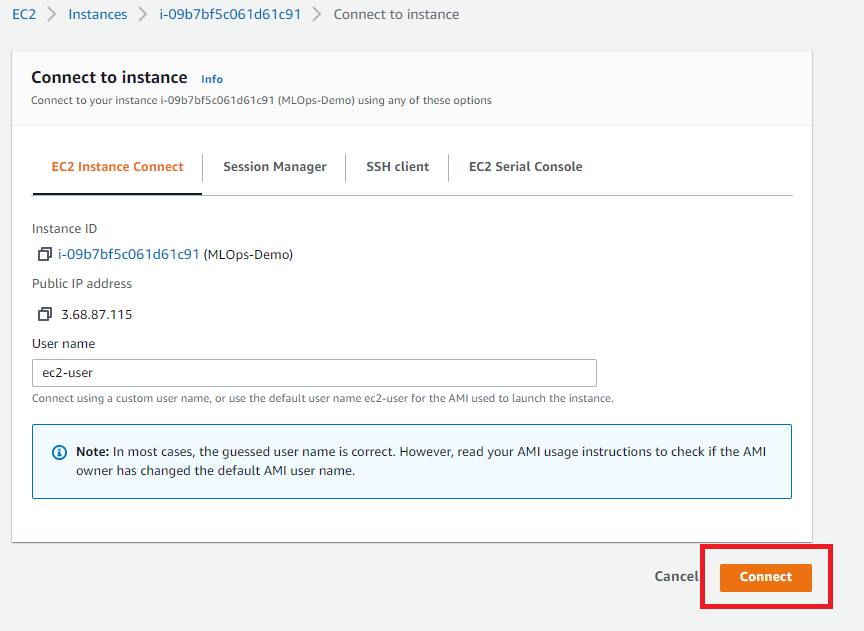 EC2 > Instances > i-09b7bf5c061d61c91 > Connect to instance
Connect to instance Info
Connect to your instance i-09b7bf5c061d61c91 (MLOps-Demo) using any of these options
EC2 Instance Connect Session Manager SSH client EC2 Serial Console
Instance ID
i-09b7bf5c061d61c91 (MLOps-Demo)
Public IP address
3.68.87.115
User name
ec2-user
Connect using a custom user name, or use the default user name ec2-user for the AMI used to launch the instance.
Note: In most cases, the guessed user name is correct. However, read your AMI usage instructions to check if the AMI
owner has changed the default AMI user name.
Cancel Connect